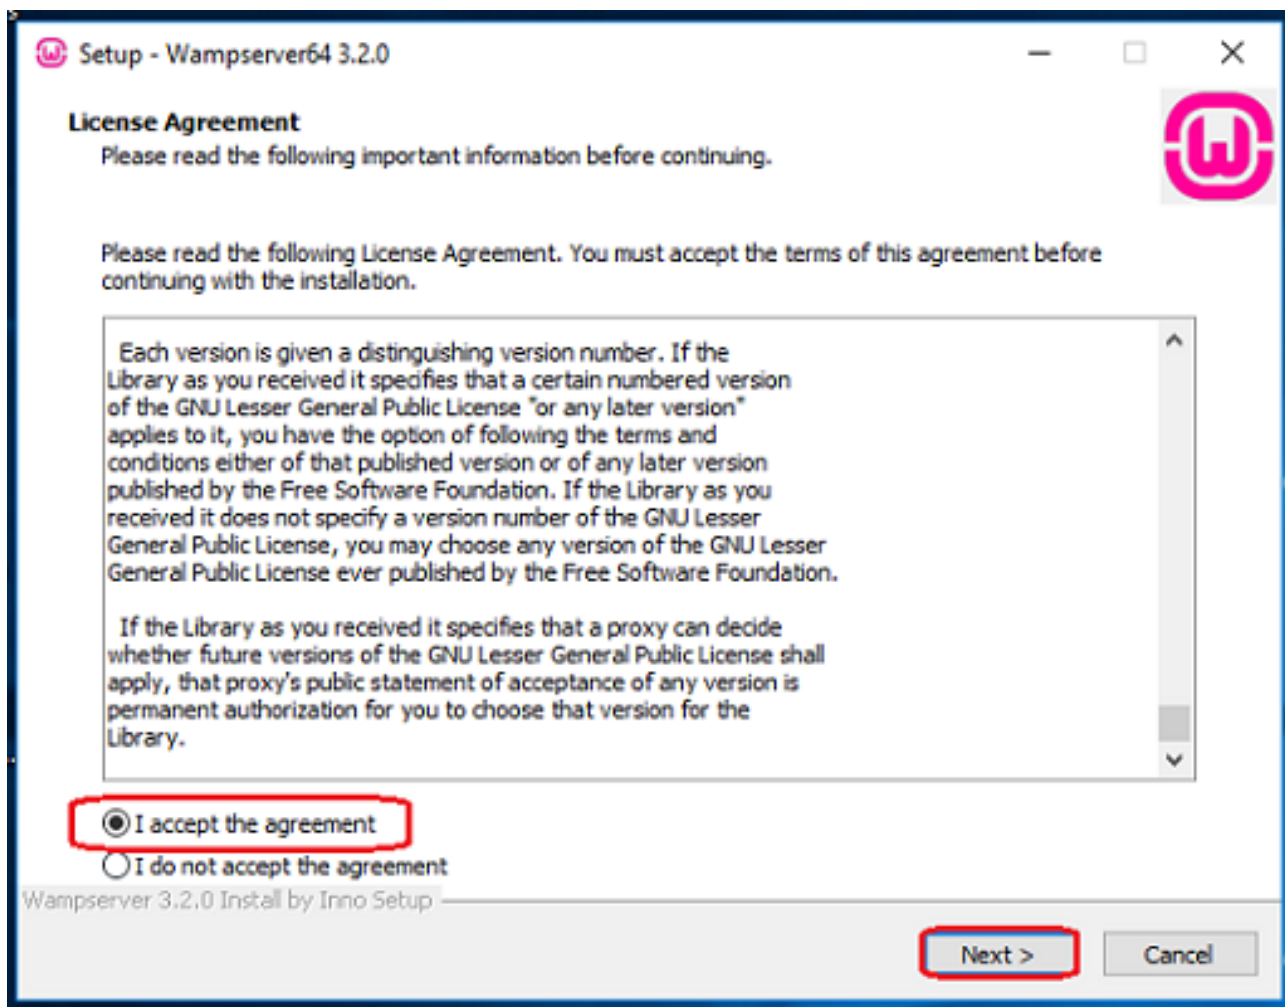 Setup - Wampserver64 3.2.0
License Agreement
Please read the following important information before continuing.
Please read the following License Agreement. You must accept the terms of this agreement before
continuing with the installation.
Each version is given a distinguishing version number. If the
Library as you received it specifies that a certain numbered version
of the GNU Lesser General Public License "or any later version"
applies to it, you have the option of following the terms and
conditions either of that published version or of any later version
published by the Free Software Foundation. If the Library as you
received it does not specify a version number of the GNU Lesser
General Public License, you may choose any version of the GNU Lesser
General Public License ever published by the Free Software Foundation.
If the Library as you received it specifies that a proxy can decide
whether future versions of the GNU Lesser General Public License shall
apply, that proxy's public statement of acceptance of any version is
permanent authorization for you to choose that version for the
Library.
I accept the agreement
I do not accept the agreement
Wampserver 3.2.0 Install by Inno Setup
Next >
Cancel